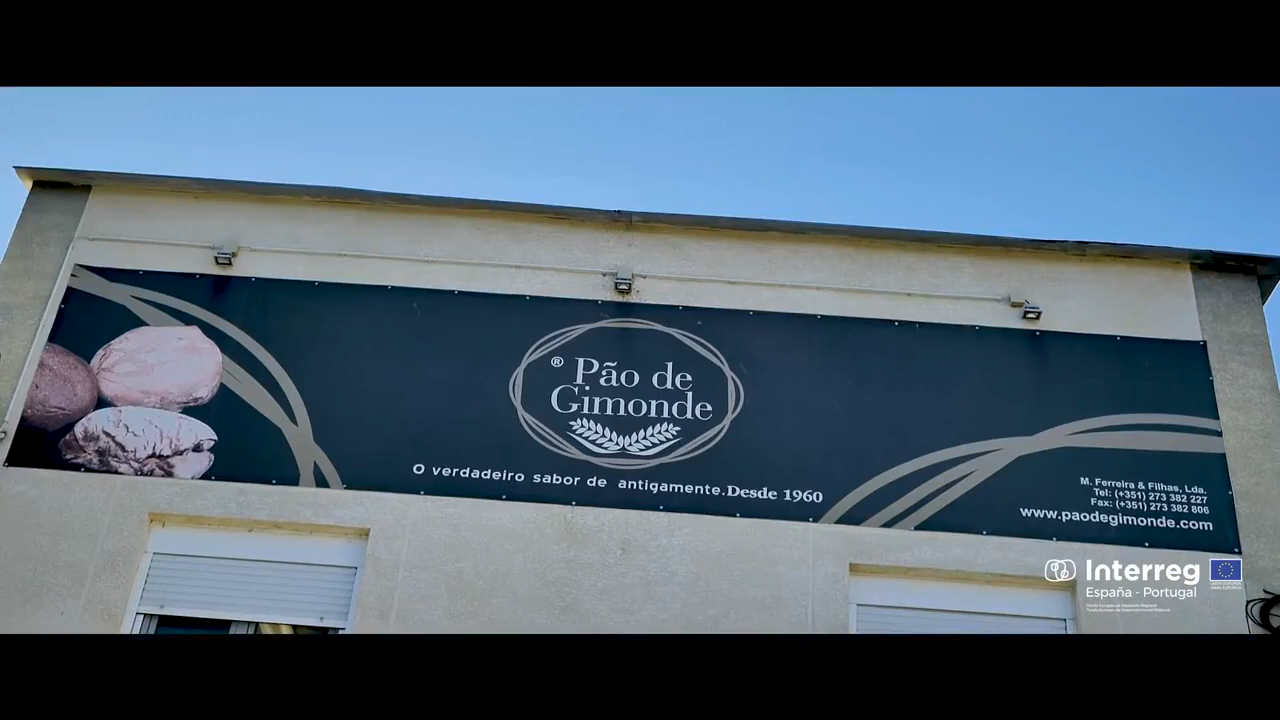 ® Pão de
Gimonde
O verdadeiro sabor de antigamente. Desde 1960
M. Ferreira & Filhas, Lda.
Tel: (+351) 273 382 227
Fax: (+351) 273 382 806
www.paodegimonde.com
Interreg
España - Portugal